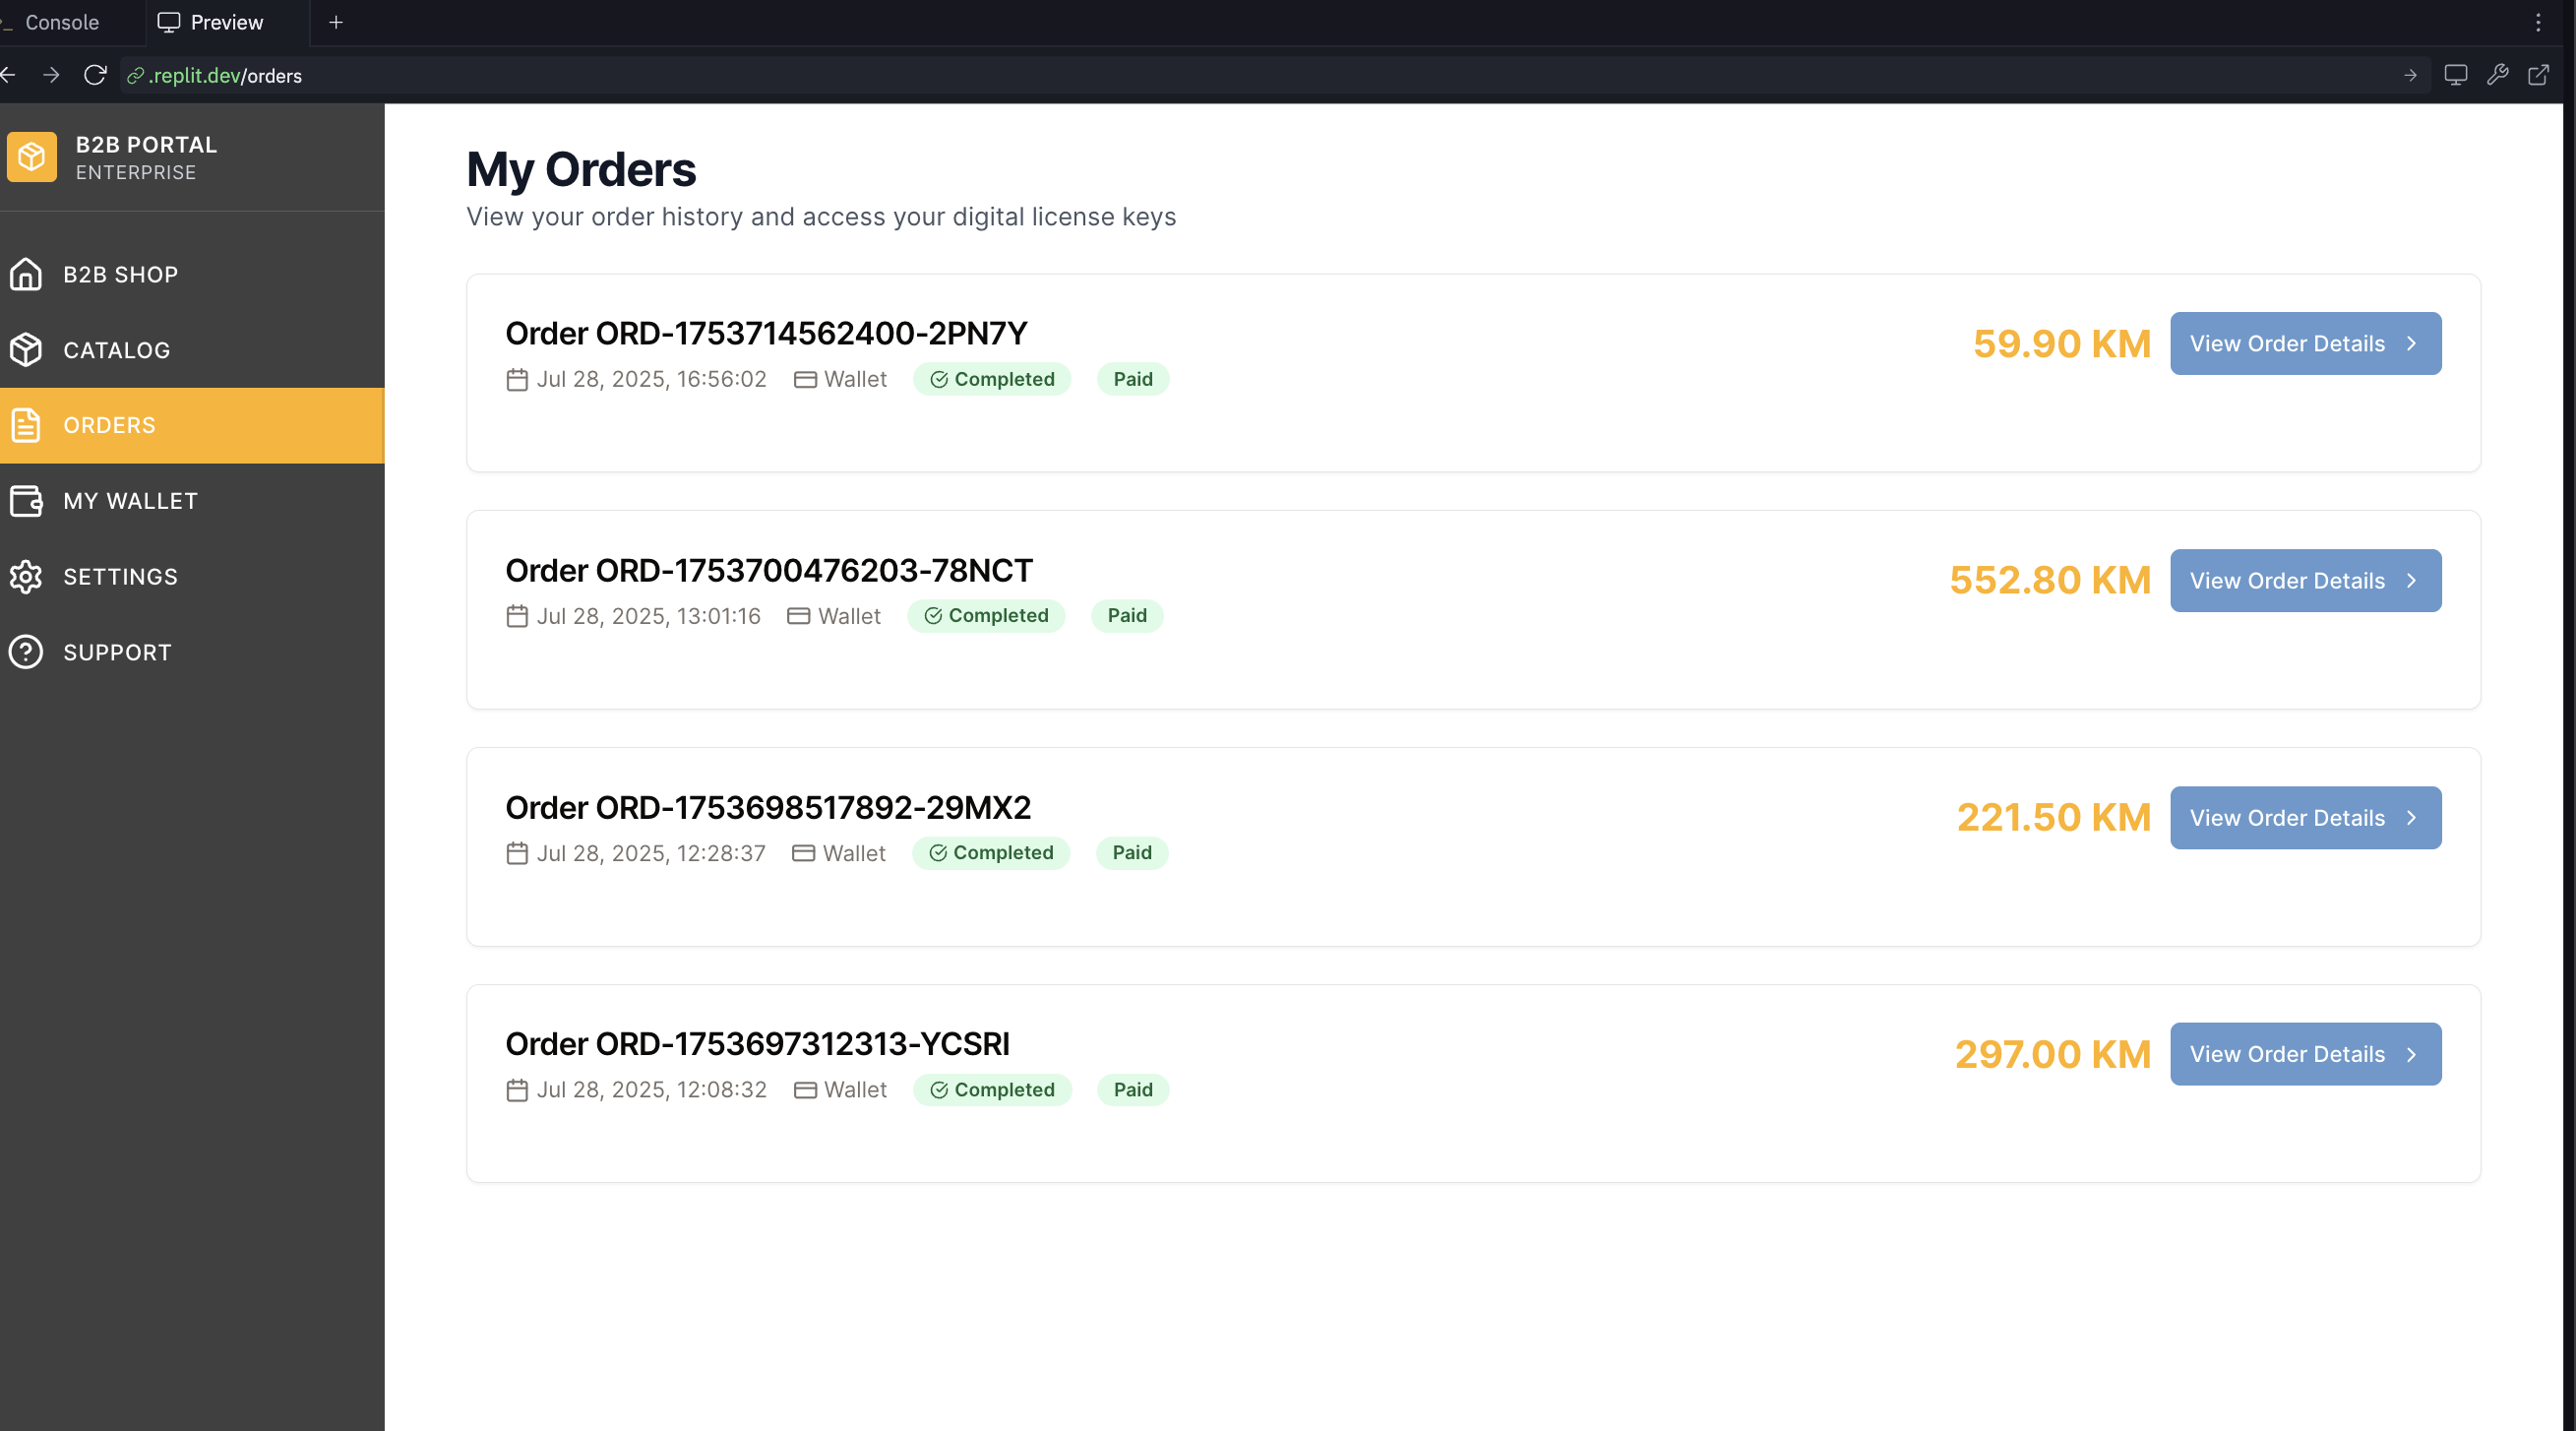 Console
Preview
.replit.dev/orders
B2B PORTAL
ENTERPRISE
B2B SHOP
CATALOG
ORDERS
MY WALLET
SETTINGS
SUPPORT
My Orders
View your order history and access your digital license keys
Order ORD-1753714562400-2PN7Y
Jul 28, 2025, 16:56:02 Wallet Completed Paid
59.90 KM View Order Details
Order ORD-1753700476203-78NCT
Jul 28, 2025, 13:01:16 Wallet Completed Paid
552.80 KM View Order Details
Order ORD-1753698517892-29MX2
Jul 28, 2025, 12:28:37 Wallet Completed Paid
221.50 KM View Order Details
Order ORD-1753697312313-YCSRI
Jul 28, 2025, 12:08:32 Wallet Completed Paid
297.00 KM View Order Details